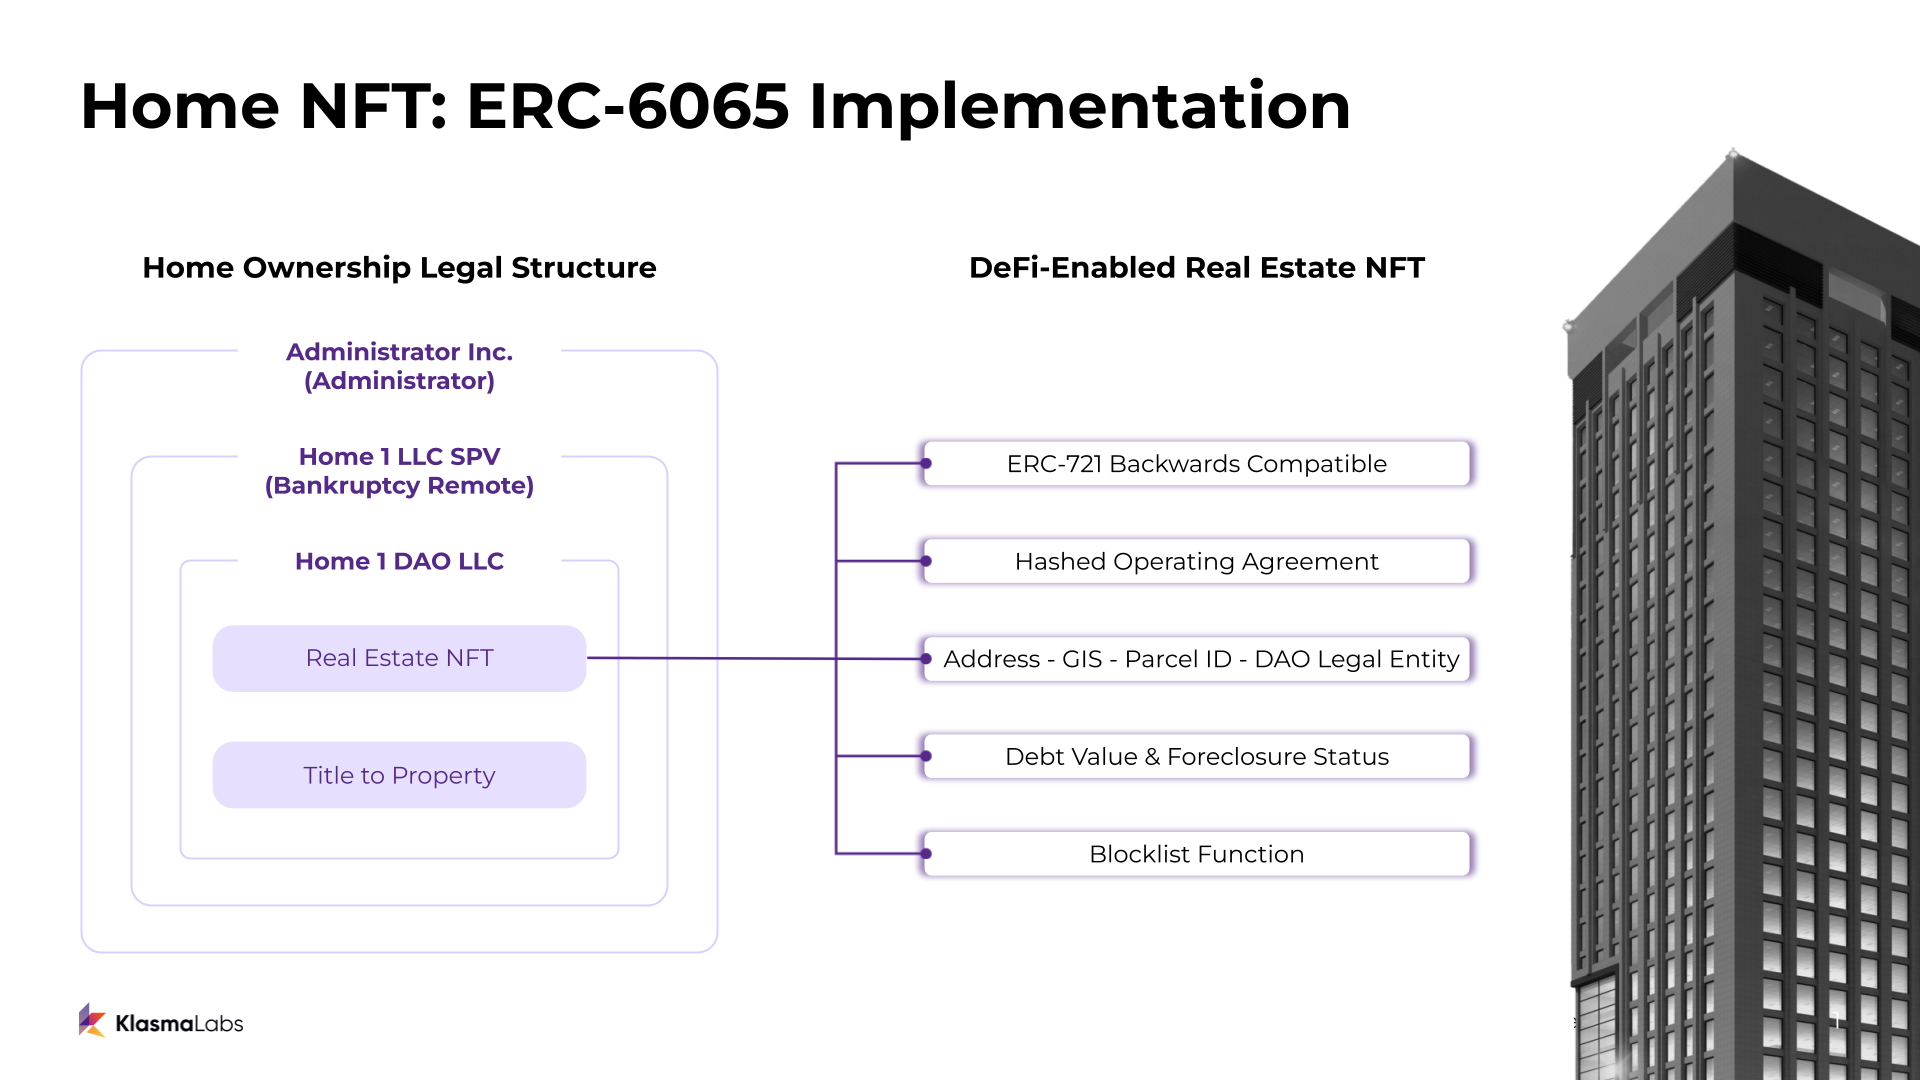 Home NFT: ERC-6065 Implementation
Home Ownership Legal Structure
Administrator Inc.
(Administrator)
Home 1 LLC SPV
(Bankruptcy Remote)
Home 1 DAO LLC
Real Estate NFT
Title to Property
DeFi-Enabled Real Estate NFT
ERC-721 Backwards Compatible
Hashed Operating Agreement
Address - GIS - Parcel ID - DAO Legal Entity
Debt Value & Foreclosure Status
Blocklist Function
KlasmaLabs
1